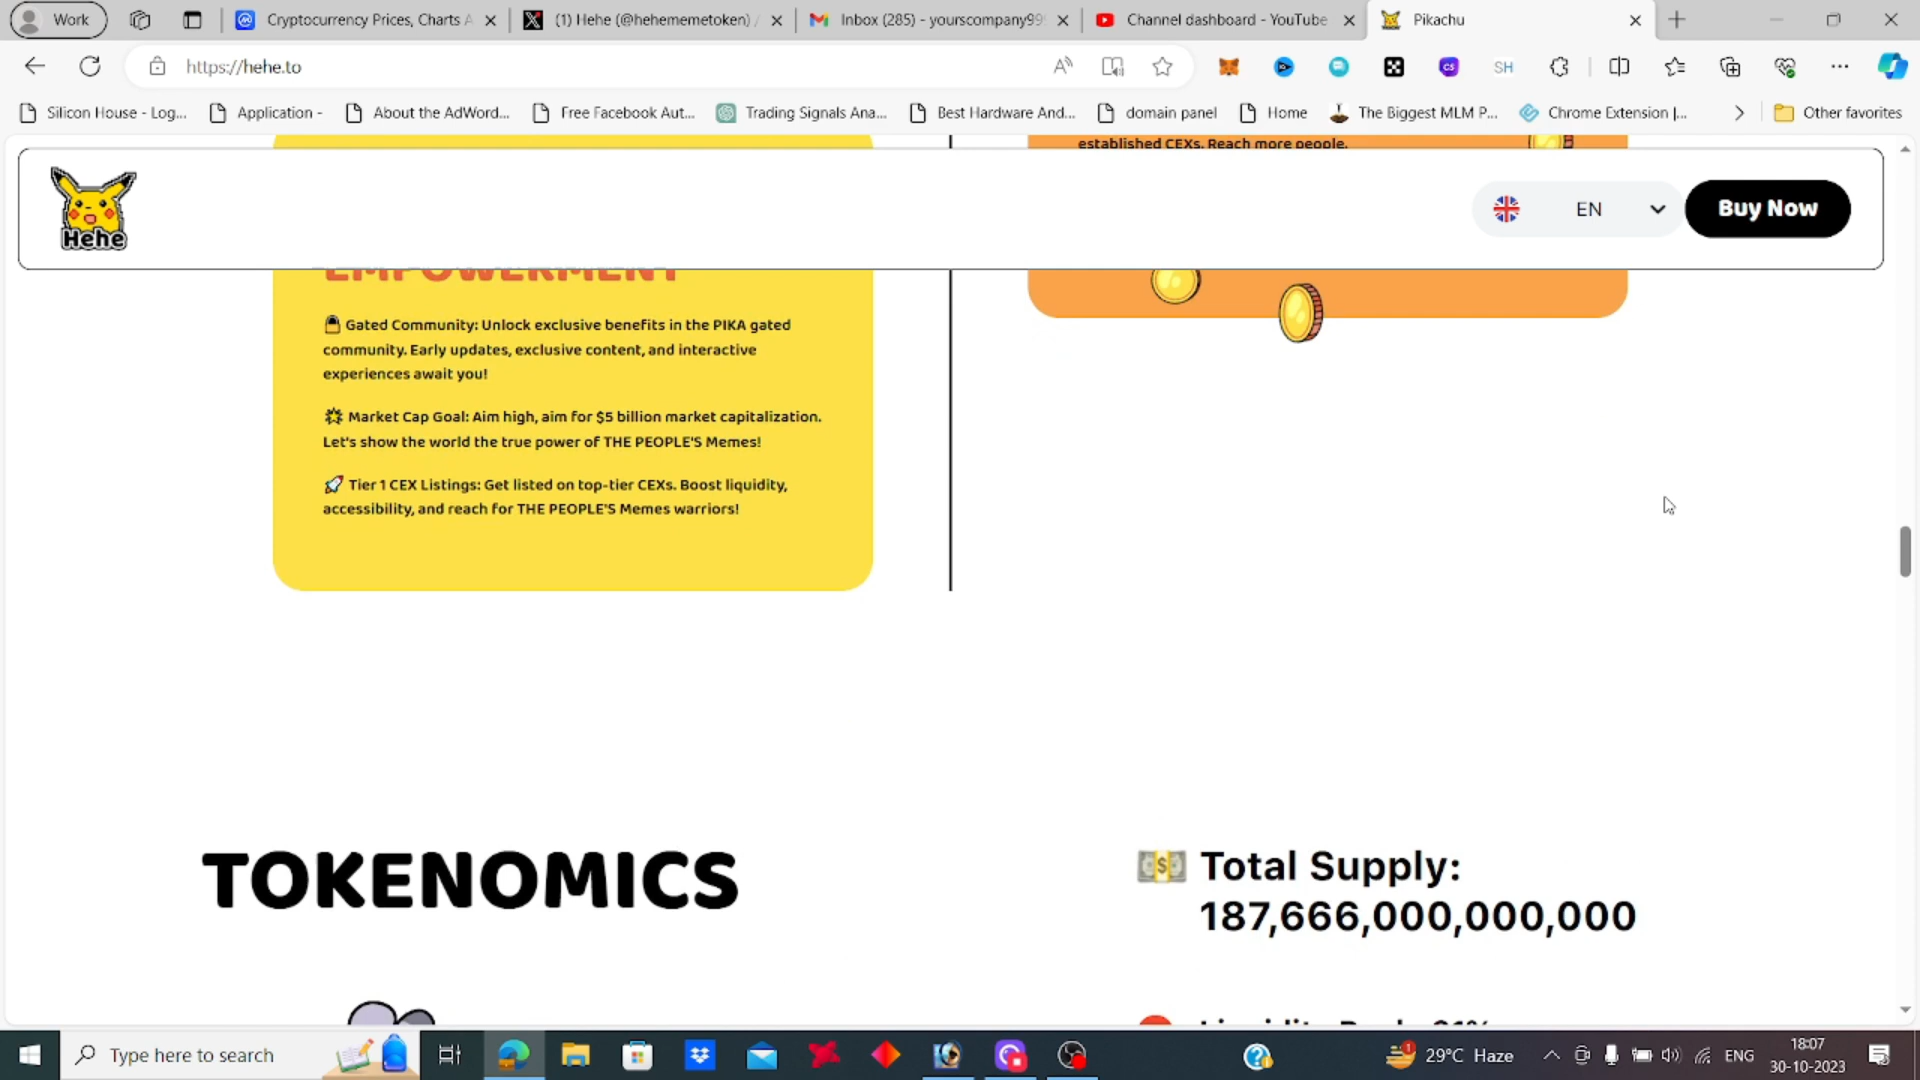 Work
Cryptocurrency Prices, Charts A
(1) Hehe (@hehememetoken) /
Inbox (285) - yourscompany999
Channel dashboard - YouTube
Pikachu
https://hehe.to
SH
Silicon House - Log...
Application -
About the AdWord...
Free Facebook Aut...
Trading Signals Ana...
Best Hardware And...
domain panel
Home
The Biggest MLM P...
Chrome Extension |...
Other favorites
established CEXs. Reach more people.
Hehe
EN
Buy Now
EMPOWERMENT
Gated Community: Unlock exclusive benefits in the PIKA gated
community. Early updates, exclusive content, and interactive
experiences await you!
Market Cap Goal: Aim high, aim for $5 billion market capitalization.
Let's show the world the true power of THE PEOPLE'S Memes!
Tier 1 CEX Listings: Get listed on top-tier CEXs. Boost liquidity,
accessibility, and reach for THE PEOPLE'S Memes warriors!
TOKENOMICS
Total Supply:
187,666,000,000,000
Type here to search
29°C Haze
ENG
18:07
30-10-2023